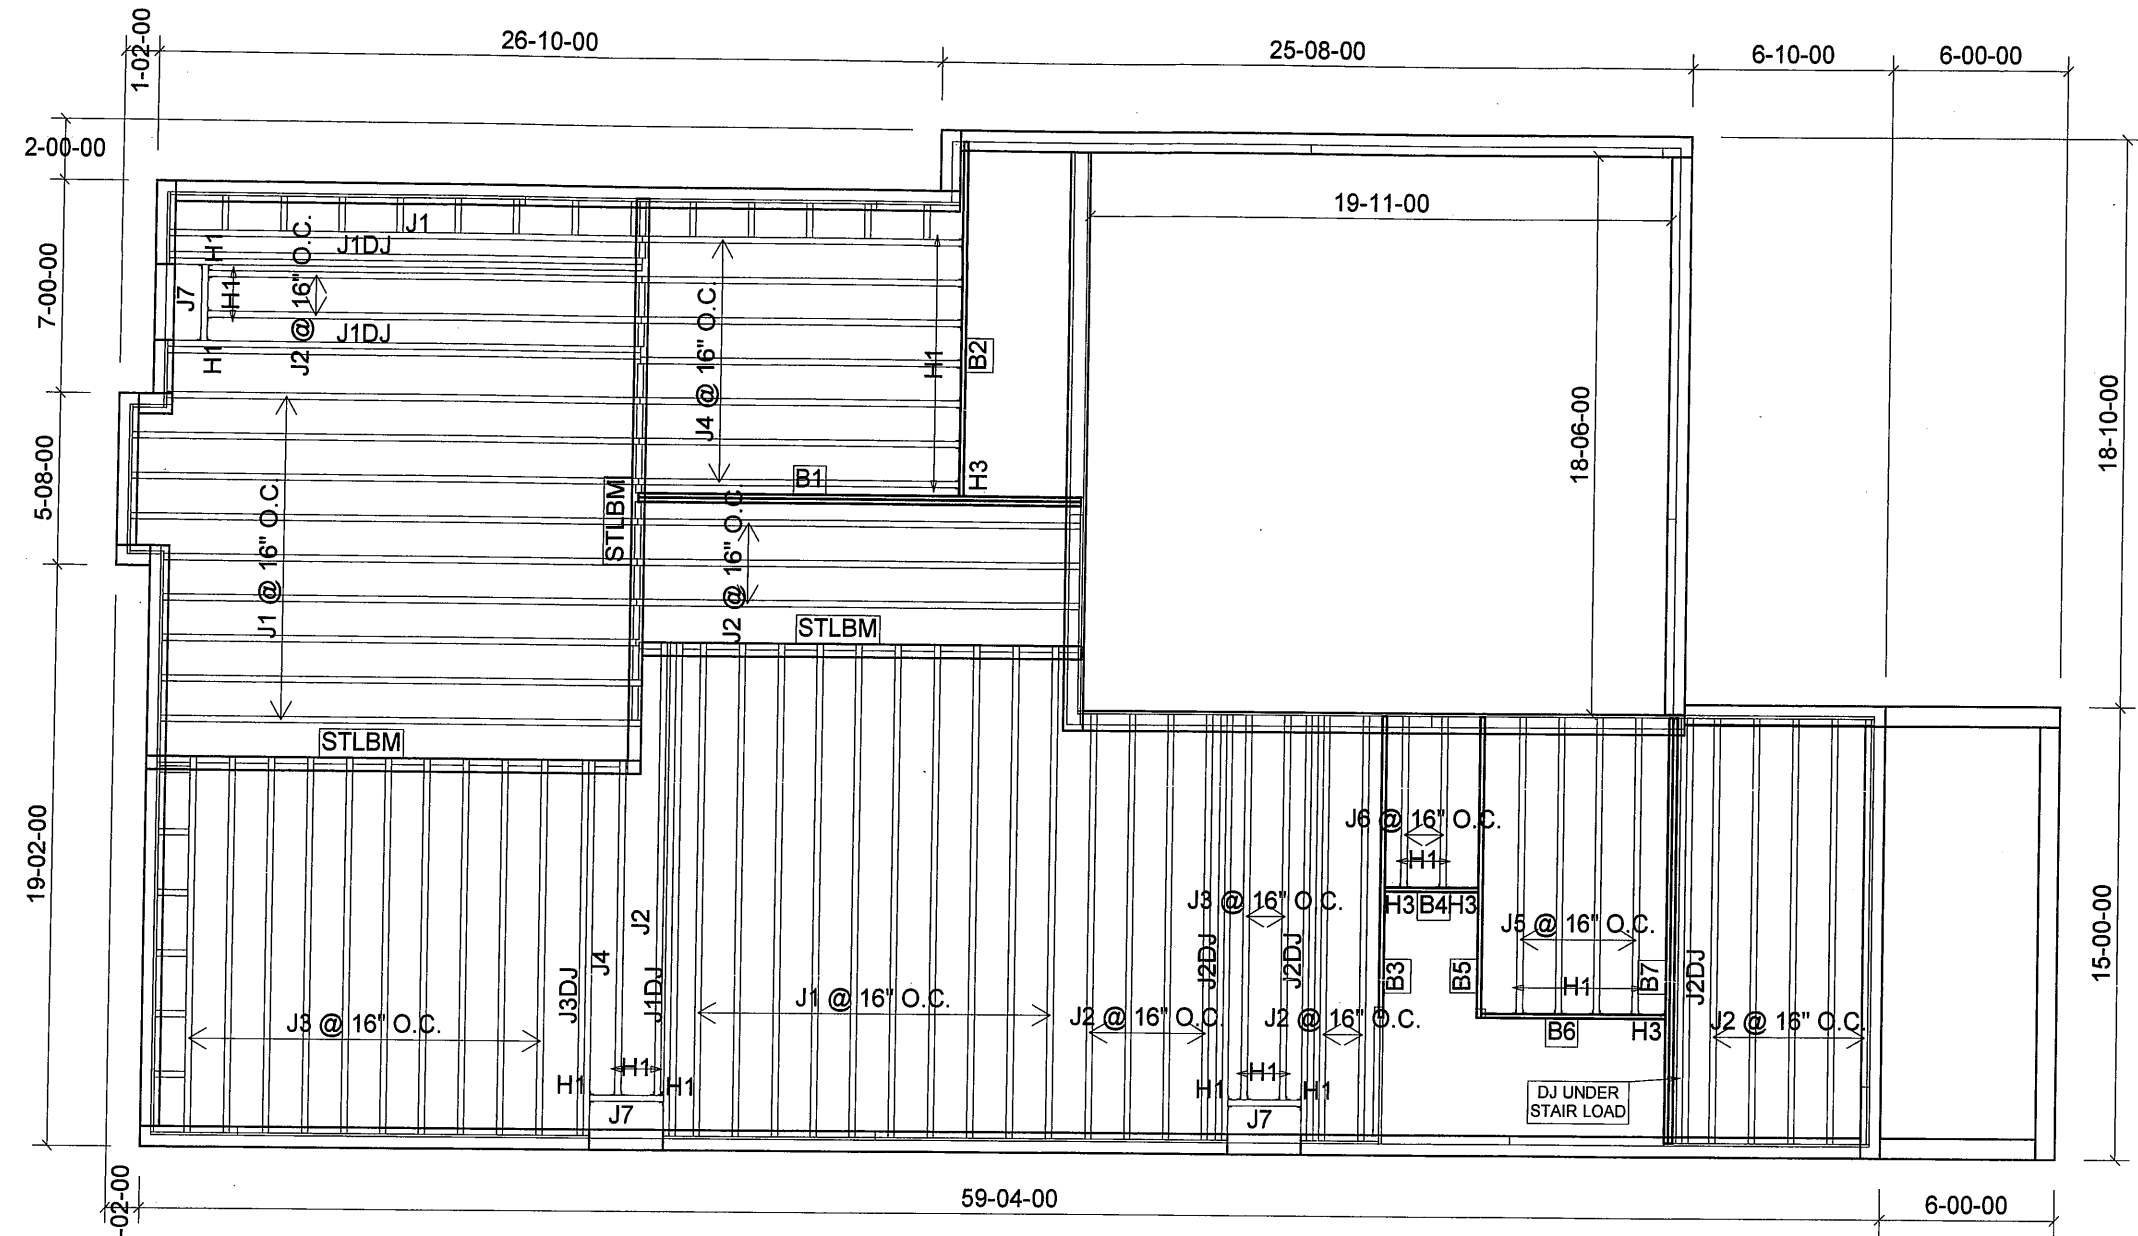 1-02-00
26-10-00
25-08-00
6-10-00
6-00-00
2-00-00
19-11-00
J1
H1
J1DJ
J7
H1
J2 @ 16" O.C.
J1DJ
H1
7-00-00
J4 @ 16" O.C.
H1
B2
18-06-00
18-10-00
5-08-00
J1 @ 16" O.C.
STLBM
B1
H3
J2 @ 16" O.C.
STLBM
STLBM
J6 @ 16" O.C.
H1
19-02-00
J3 @ 16" O.C.
H3
B4
H3
J5 @ 16" O.C.
J2
J4
J3DJ
J1DJ
J2DJ
J2DJ
B3
B5
B7
J2DJ
15-00-00
J3 @ 16" O.C.
J1 @ 16" O.C.
J2 @ 16" O.C.
J2 @ 16" O.C.
H1
B6
H3
J2 @ 16" O.C.
H1
H1
H1
J7
H1
H1
H1
J7
DJ UNDER
STAIR LOAD
-02-00
59-04-00
6-00-00